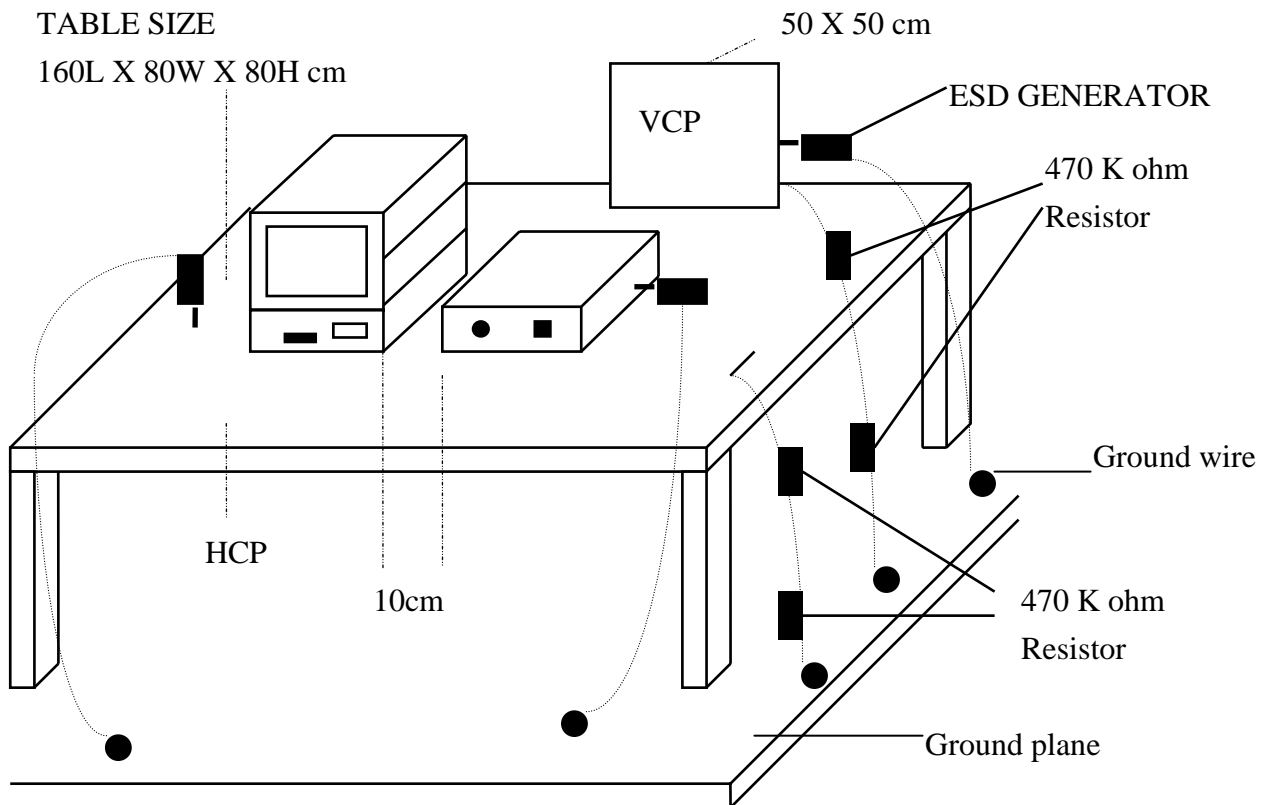 TABLE SIZE
160L X 80W X 80H cm
50 X 50 cm
VCP
ESD GENERATOR
470 K ohm
Resistor
Ground wire
HCP
10cm
470 K ohm
Resistor
Ground plane